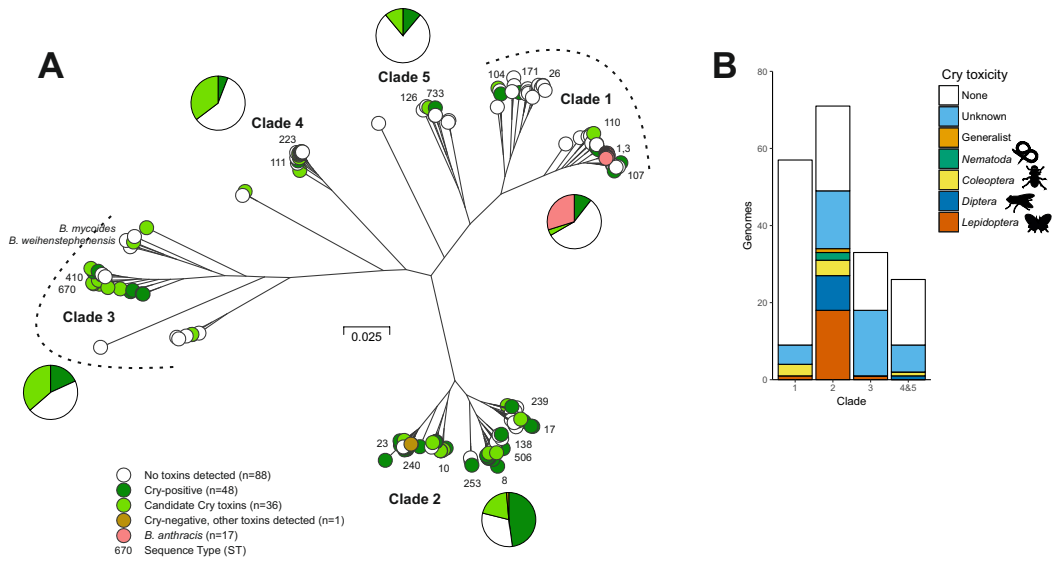 A
Clade 5
126 733
104 171 26
Clade 1
110
1,3
107
Clade 4
223
111
B. mycoides
B. weihenstephenensis
410
670
Clade 3
0.025
239
17
138
506
8
253
10
240
23
Clade 2
No toxins detected (n=88)
Cry-positive (n=48)
Candidate Cry toxins (n=36)
Cry-negative, other toxins detected (n=1)
B. anthracis (n=17)
670 Sequence Type (ST)
B
80
60
40
20
0
Genomes
1 2 3 4&5
Clade
Cry toxicity
None
Unknown
Generalist
Nematoda
Coleoptera
Diptera
Lepidoptera